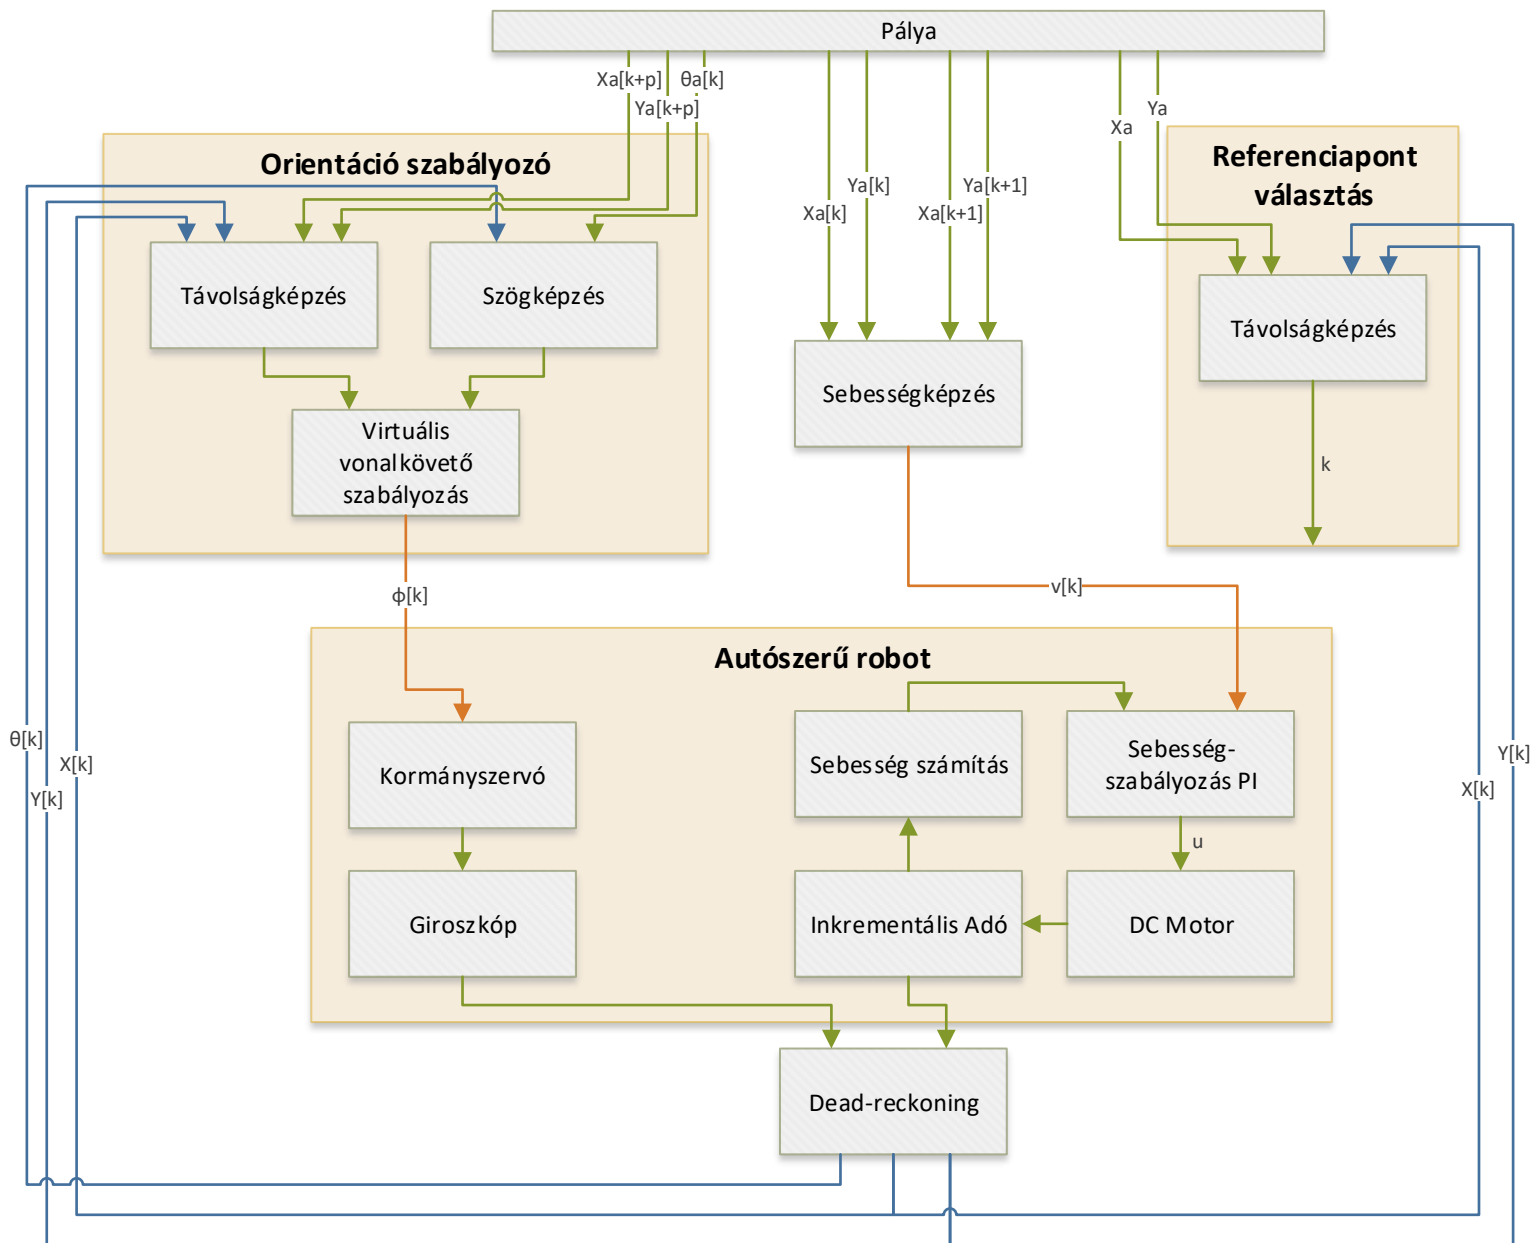 Pálya
Xa[k+p]
θa[k]
Ya[k+p]
Xa
Ya
Orientáció szabályozó
Referenciapont
választás
Ya[k]
Ya[k+1]
Xa[k]
Xa[k+1]
Távolságképzés
Szögképzés
Távolságképzés
Sebességképzés
Virtuális
vonalkövető
szabályozás
k
ϕ[k]
v[k]
Autószerű robot
θ[k]
X[k]
Y[k]
Kormányszervó
Sebesség számítás
Sebesség-
szabályozás PI
Y[k]
X[k]
u
Giroszkóp
Inkrementális Adó
DC Motor
Dead-reckoning